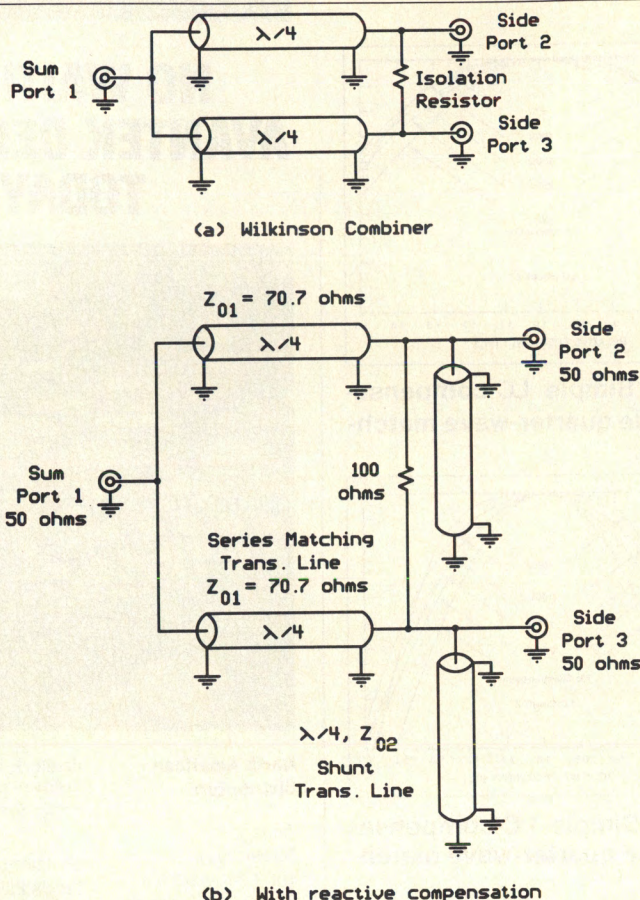 λ/4
Side
Port 2
Sum
Port 1
Isolation
Resistor
λ/4
Side
Port 3
(a) Wilkinson Combiner
Z01 = 70.7 ohms
λ/4
Side
Port 2
50 ohms
100
ohms
Sum
Port 1
50 ohms
Series Matching
Trans. Line
Z01 = 70.7 ohms
λ/4
Side
Port 3
50 ohms
λ/4, Z02
Shunt
Trans. Line
(b) With reactive compensation